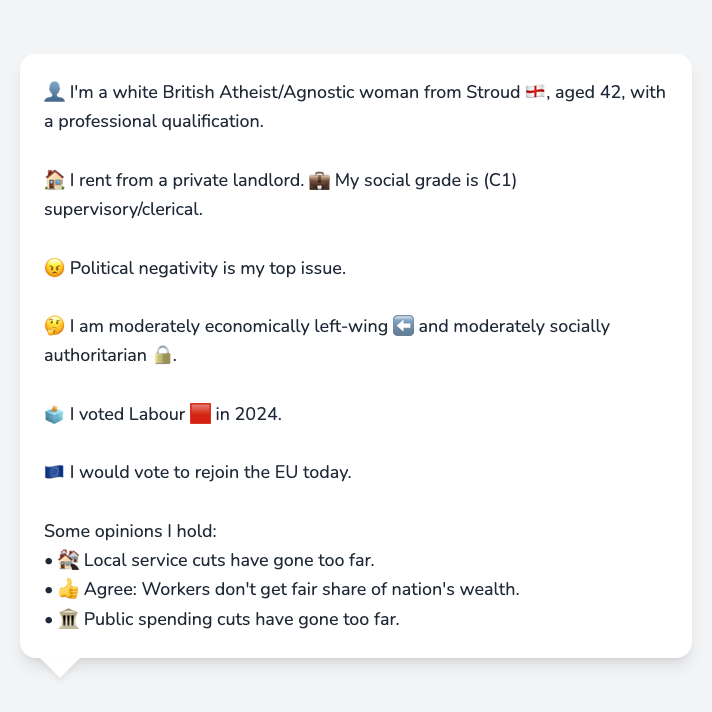 👤 I'm a white British Atheist/Agnostic woman from Stroud 🏴󠁧󠁢󠁥󠁮󠁧󠁿, aged 42, with
a professional qualification.
🏠 I rent from a private landlord. 💼 My social grade is (C1)
supervisory/clerical.
😠 Political negativity is my top issue.
🤔 I am moderately economically left-wing ⬅️ and moderately socially
authoritarian 🔒.
🗳️ I voted Labour 🟥 in 2024.
🇪🇺 I would vote to rejoin the EU today.
Some opinions I hold:
• 🏘️ Local service cuts have gone too far.
• 👍 Agree: Workers don't get fair share of nation's wealth.
• 🏛️ Public spending cuts have gone too far.